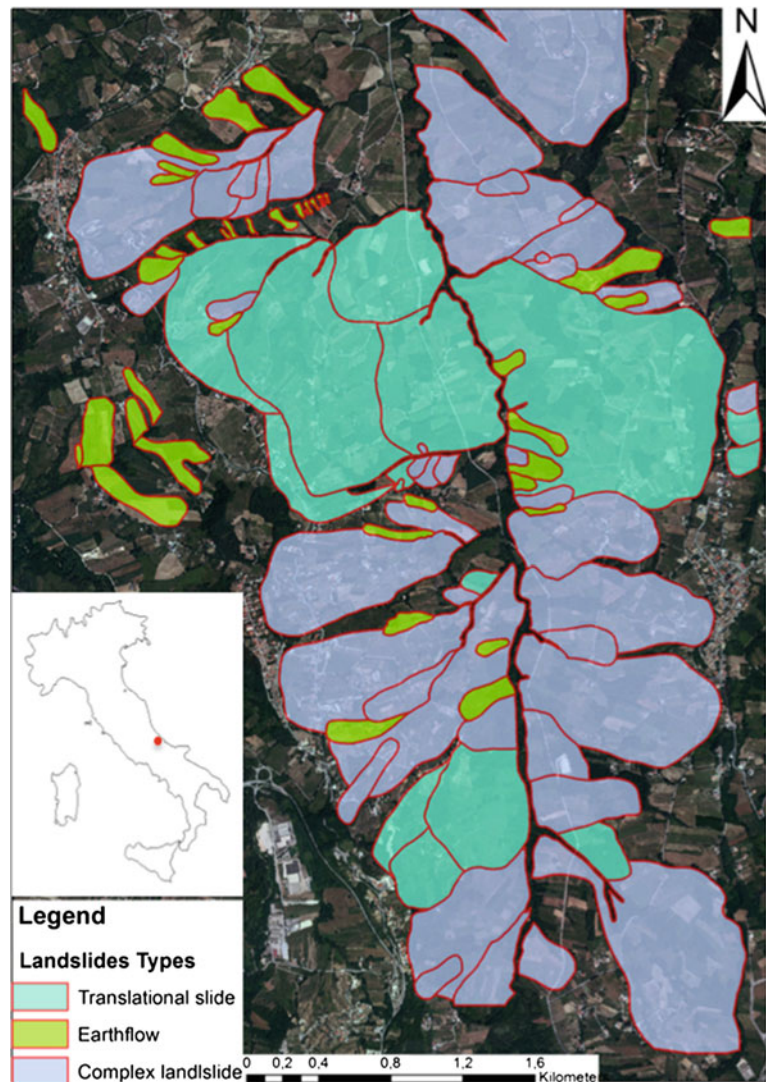 N
Legend
Landslides Types
Translational slide
Earthflow
Complex landlslide
0 0,2 0,4 0,8 1,2 1,6
Kilometers